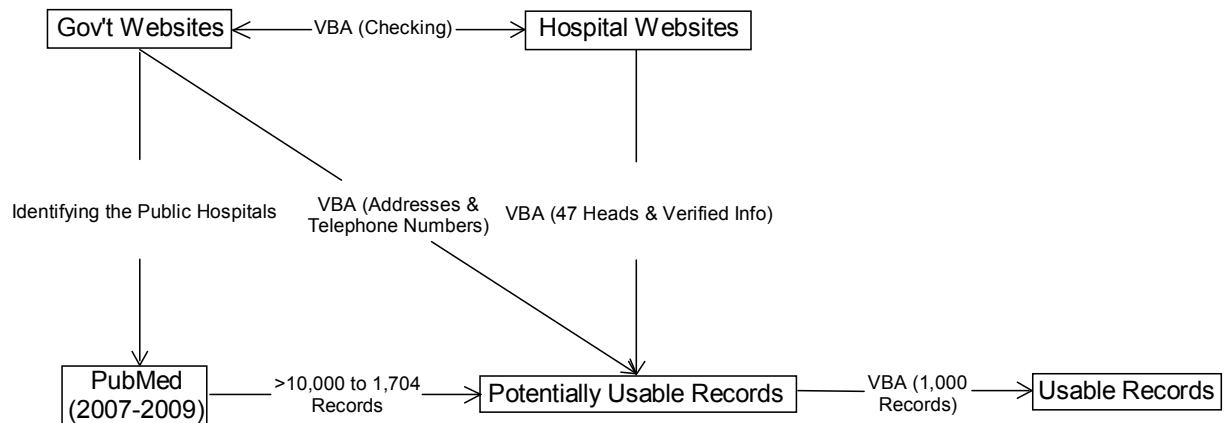 Gov't Websites
VBA (Checking)
Hospital Websites
Identifying the Public Hospitals
VBA (Addresses &
Telephone Numbers)
VBA (47 Heads & Verified Info)
PubMed
(2007-2009)
>10,000 to 1,704
Records
Potentially Usable Records
VBA (1,000
Records)
Usable Records